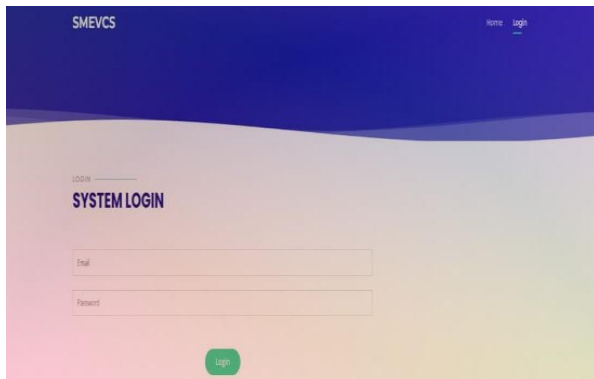 SMEVCS
Home Login
LOGIN
SYSTEM LOGIN
Email
Password
Login